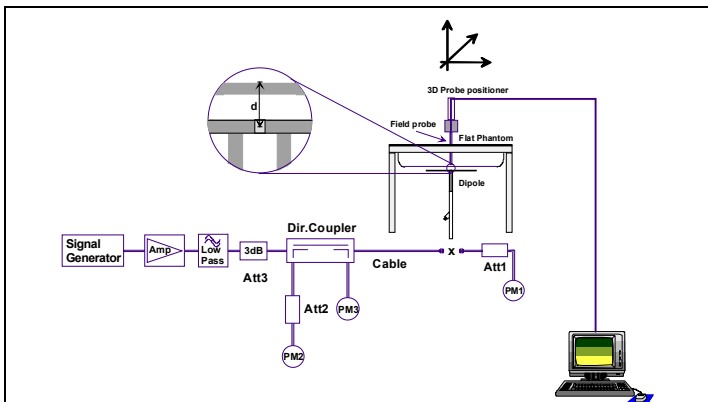 d
3D Probe positioner
Field probe
Flat Phantom
Dipole
Dir.Coupler
Signal
Generator
Amp
Low
Pass
3dB
Att3
Cable
x
Att1
PM1
Att2
PM3
PM2